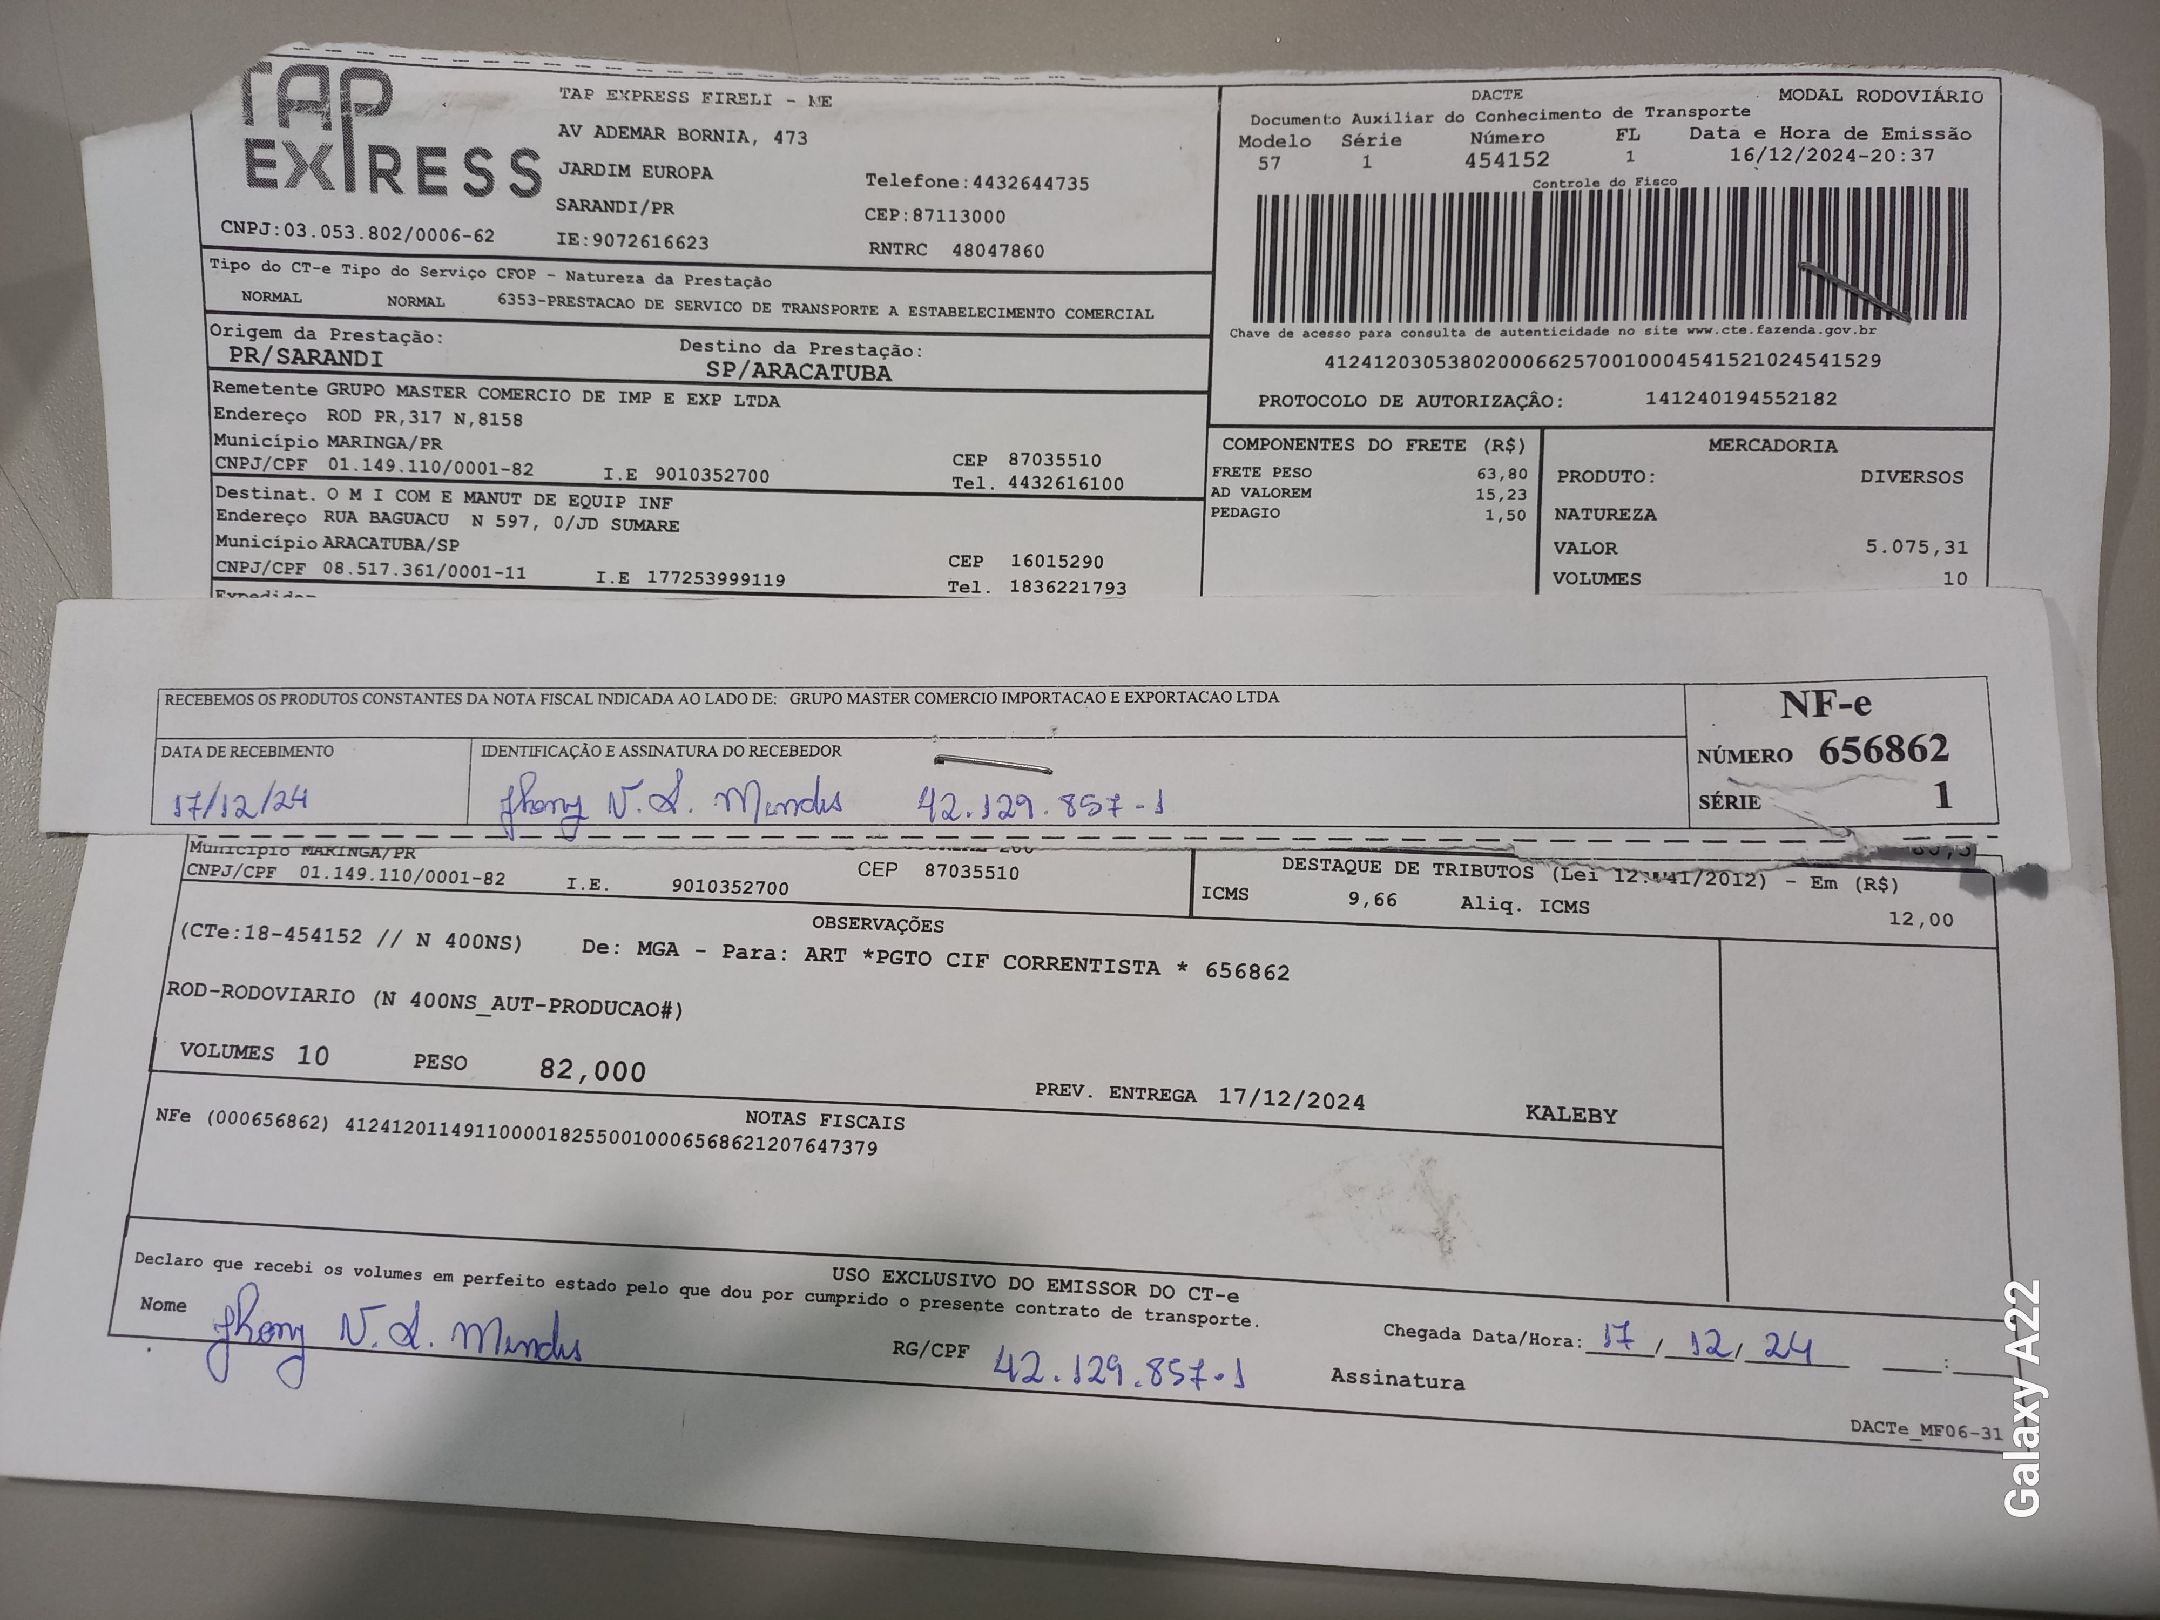 TAP EXPRESS
TAP EXPRESS EIRELI - ME
AV ADEMAR BORNIA, 473
JARDIM EUROPA
Telefone:4432644735
SARANDI/PR
CEP:87113000
CNPJ:03.053.802/0006-62
IE:9072616623
RNTRC 48047860
DACTE
MODAL RODOVIÁRIO
Documento Auxiliar do Conhecimento de Transporte
Modelo Série Número FL Data e Hora de Emissão
57 1 454152 1 16/12/2024-20:37
Controle do Fisco
Chave de acesso para consulta de autenticidade no site www.cte.fazenda.gov.br
41241203053802000662570010004541521024541529
PROTOCOLO DE AUTORIZAÇÂO: 141240194552182
Tipo do CT-e Tipo do Serviço CFOP - Natureza da Prestação
NORMAL NORMAL 6353-PRESTACAO DE SERVICO DE TRANSPORTE A ESTABELECIMENTO COMERCIAL
Origem da Prestação: Destino da Prestação:
PR/SARANDI SP/ARACATUBA
Remetente GRUPO MASTER COMERCIO DE IMP E EXP LTDA
Endereço ROD PR,317 N,8158
Município MARINGA/PR CEP 87035510
CNPJ/CPF 01.149.110/0001-82 I.E 9010352700 Tel. 4432616100
Destinat. O M I COM E MANUT DE EQUIP INF
Endereço RUA BAGUACU N 597, 0/JD SUMARE
Município ARACATUBA/SP CEP 16015290
CNPJ/CPF 08.517.361/0001-11 I.E 177253999119 Tel. 1836221793
COMPONENTES DO FRETE (R$)
FRETE PESO 63,80
AD VALOREM 15,23
PEDAGIO 1,50
MERCADORIA
PRODUTO: DIVERSOS
NATUREZA
VALOR 5.075,31
VOLUMES 10
RECEBEMOS OS PRODUTOS CONSTANTES DA NOTA FISCAL INDICADA AO LADO DE: GRUPO MASTER COMERCIO IMPORTACAO E EXPORTACAO LTDA
NF-e
NÚMERO 656862
SÉRIE 1
DATA DE RECEBIMENTO IDENTIFICAÇÃO E ASSINATURA DO RECEBEDOR
17/12/24 Jhony N. S. Mendes 42.129.857-1
Município MARINGA/PR
CNPJ/CPF 01.149.110/0001-82 I.E. 9010352700 CEP 87035510
DESTAQUE DE TRIBUTOS (Lei /2012) - Em (R$)
ICMS 9,66 Aliq. ICMS 12,00
OBSERVAÇÕES
(CTe:18-454152 // N 400NS) De: MGA - Para: ART *PGTO CIF CORRENTISTA * 656862
ROD-RODOVIARIO (N 400NS_AUT-PRODUCAO#)
VOLUMES 10 PESO 82,000
PREV. ENTREGA 17/12/2024 KALEBY
NOTAS FISCAIS
NFe (000656862) 41241201149110000182550010006568621207647379
USO EXCLUSIVO DO EMISSOR DO CT-e
Declaro que recebi os volumes em perfeito estado pelo que dou por cumprido o presente contrato de transporte.
Nome Jhony N. S. Mendes RG/CPF 42.129.857-1
Chegada Data/Hora: 17 / 12 / 24 :
Assinatura
DACTe_MF06-31
Galaxy A22